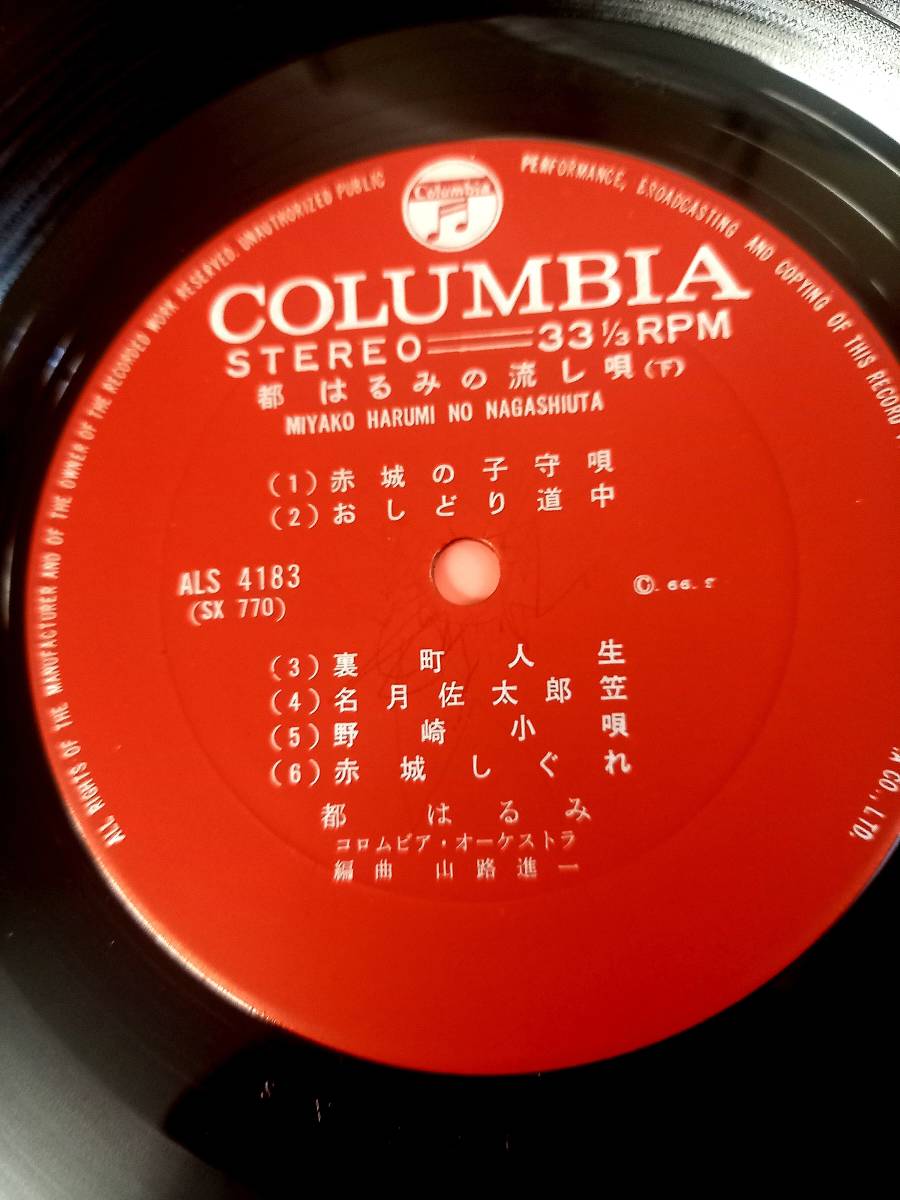 Columbia
COLUMBIA
STEREO 33 1/3 RPM
都 はるみの流し唄(下)
MIYAKO HARUMI NO NAGASHIUTA
(1) 赤城の子守唄
(2) おしどり道中
ALS 4183
(SX 770)
Ⓒ. 66.
(3) 裏町人生
(4) 名月佐太郎笠
(5) 野崎小唄
(6) 赤城しぐれ
都 はるみ
コロムビア・オーケストラ
編曲 山路進一
ALL RIGHTS OF THE MANUFACTURER AND OF THE OWNER OF THE RECORDED WORK RESERVED. UNAUTHORIZED PUBLIC PERFORMANCE, BROADCASTING AND COPYING OF THIS RECORD
CO., LTD.